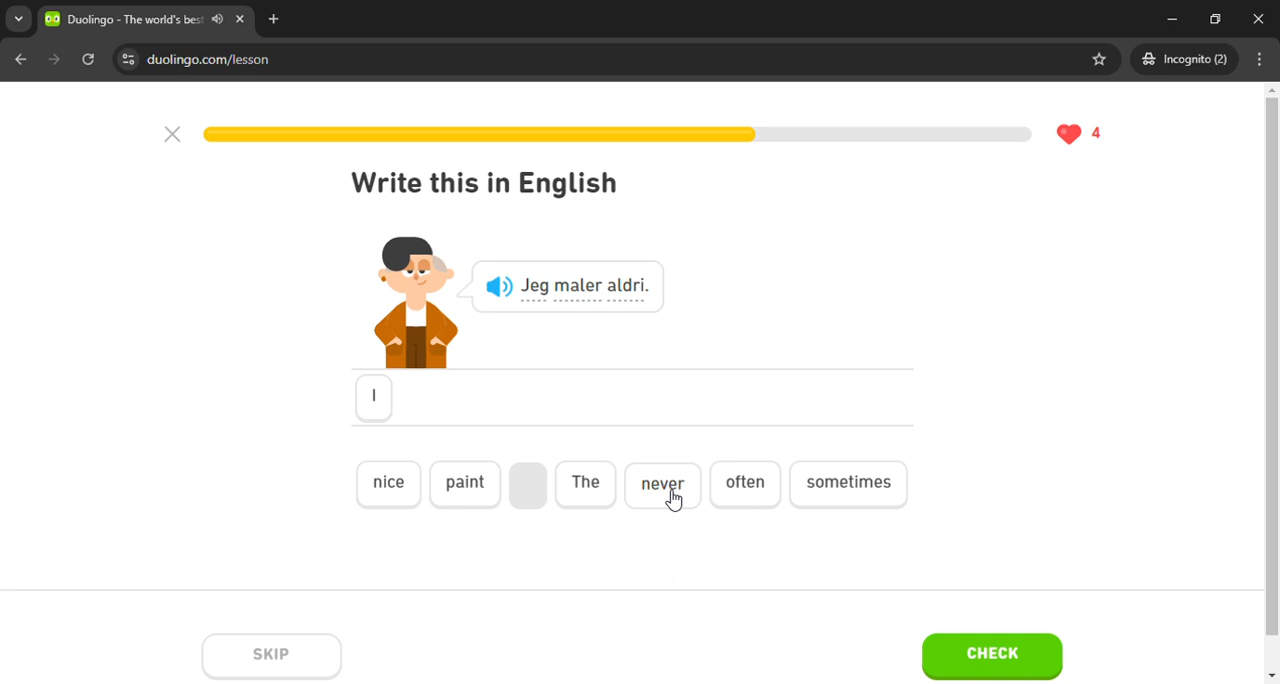 Duolingo - The world's best
duolingo.com/lesson
Incognito (2)
4
Write this in English
Jeg maler aldri.
I
nice paint The never often sometimes
SKIP CHECK